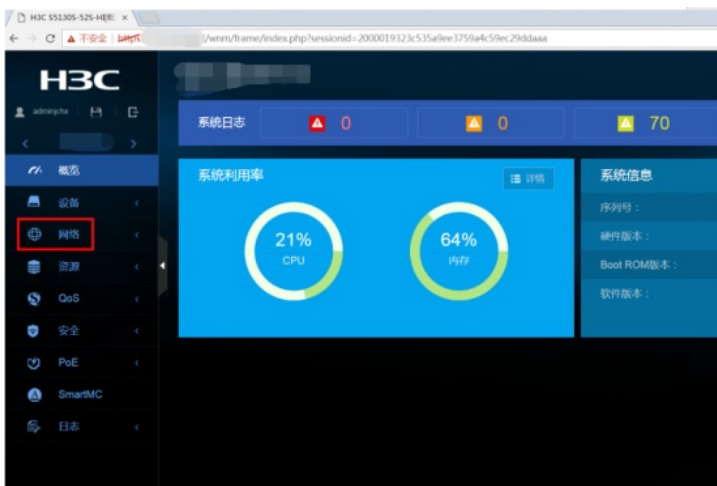 H3C S5130S-52S-HI[IE ×
不安全 https
/wnm/frame/index.php?sessionid=2000019323c535a9ee3759a4c59ec29ddaaa
H3C
adminjchx
系统日志 0 0 70
概览
设备
网络
资源
QoS
安全
PoE
SmartMC
日志
系统利用率 详情
21%
CPU
64%
内存
系统信息
序列号：
硬件版本：
Boot ROM版本：
软件版本：